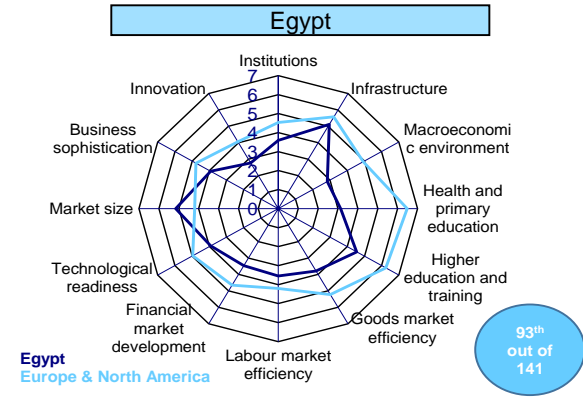 Egypt
Institutions
Infrastructure
Macroeconomi
c environment
Health and
primary
education
Higher
education and
training
Goods market
efficiency
Labour market
efficiency
Financial
market
development
Technological
readiness
Market size
Business
sophistication
Innovation
7
6
5
4
3
2
1
0
Egypt
Europe & North America
93th
out of
141